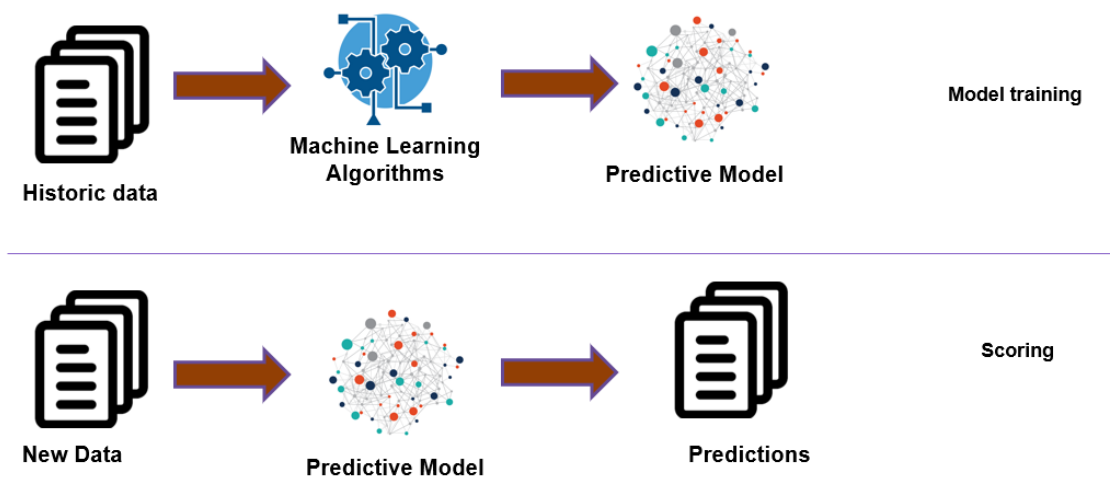 Historic data
Machine Learning
Algorithms
Predictive Model
Model training
New Data
Predictive Model
Predictions
Scoring